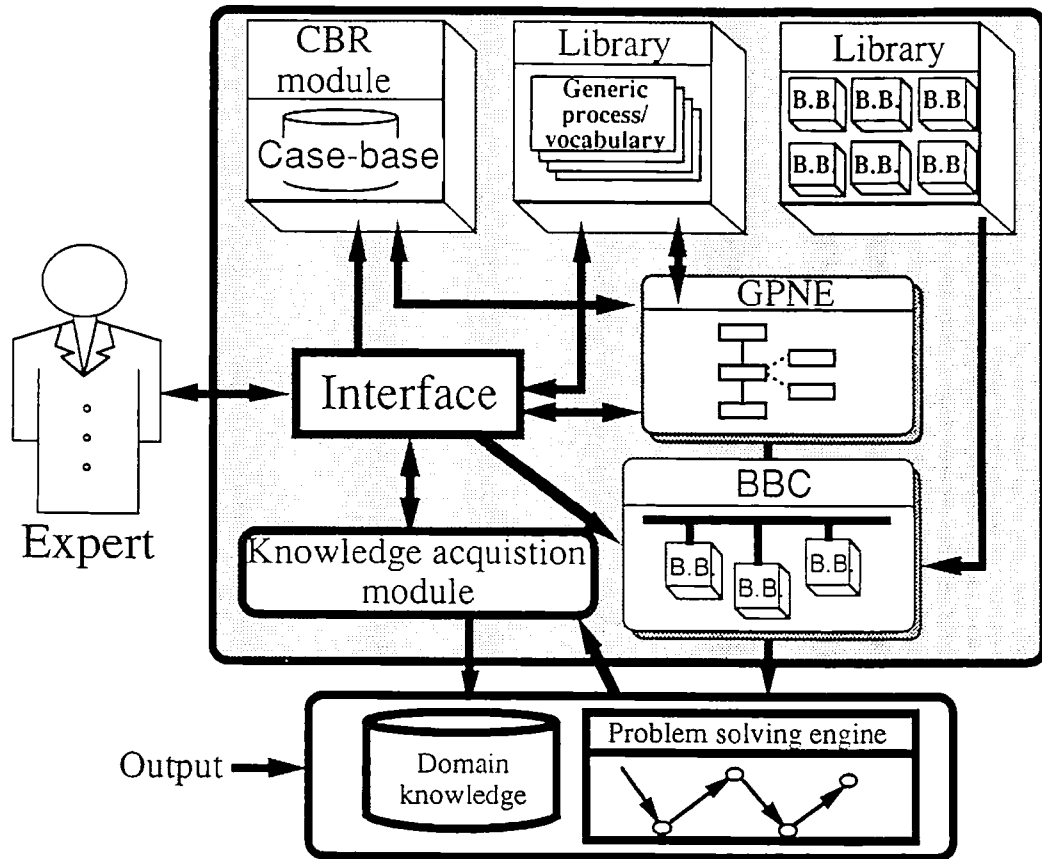 CBR
module
Case-base
Library
Generic
process/
vocabulary
Library
B.B. B.B. B.B.
B.B. B.B. B.B.
GPNE
Interface
Expert
BBC
B.B. B.B. B.B.
Knowledge acquistion
module
Output
Domain
knowledge
Problem solving engine